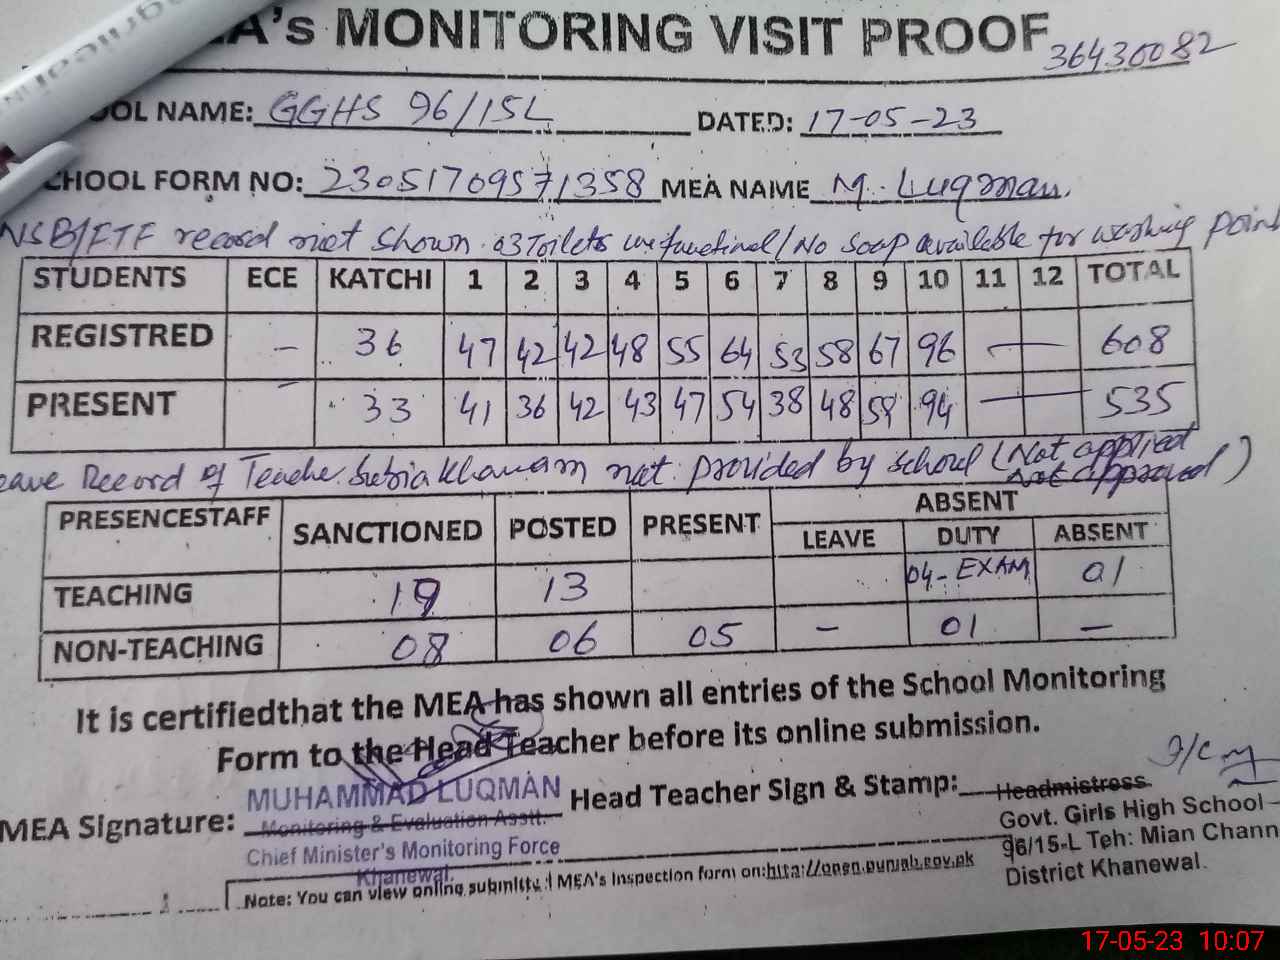 A's MONITORING VISIT PROOF
36430082
OOL NAME: GGHS 96/15L DATED: 17-05-23
CHOOL FORM NO: 23051709571358 MEA NAME M. Luqman.
NSB/FTF record not shown. 03 Toilets unfunctinal/No soap available for washing point
STUDENTS ECE KATCHI 1 2 3 4 5 6 7 8 9 10 11 12 TOTAL
REGISTRED – 36 47 42 42 48 55 64 53 58 67 96 — 608
PRESENT – 33 41 36 42 43 47 54 38 48 59 94 — 535
eave Record of Teache. Subia Khanam not provided by school (Not applied
Not approved)
PRESENCESTAFF SANCTIONED POSTED PRESENT ABSENT
LEAVE DUTY ABSENT
TEACHING 19 13 04-EXAM 01
NON-TEACHING 08 06 05 – 01 –
It is certifiedthat the MEA has shown all entries of the School Monitoring
Form to the Head Teacher before its online submission.
MEA Signature: MUHAMMAD LUQMAN Head Teacher Sign & Stamp: Headmistress
Monitoring & Evaluation Asstt. Govt. Girls High School
Chief Minister's Monitoring Force 96/15-L Teh: Mian Chann
Khanewal. District Khanewal.
Note: You can view online submitted MEA's Inspection form on:http://open.punjab.gov.pk
17-05-23 10:07